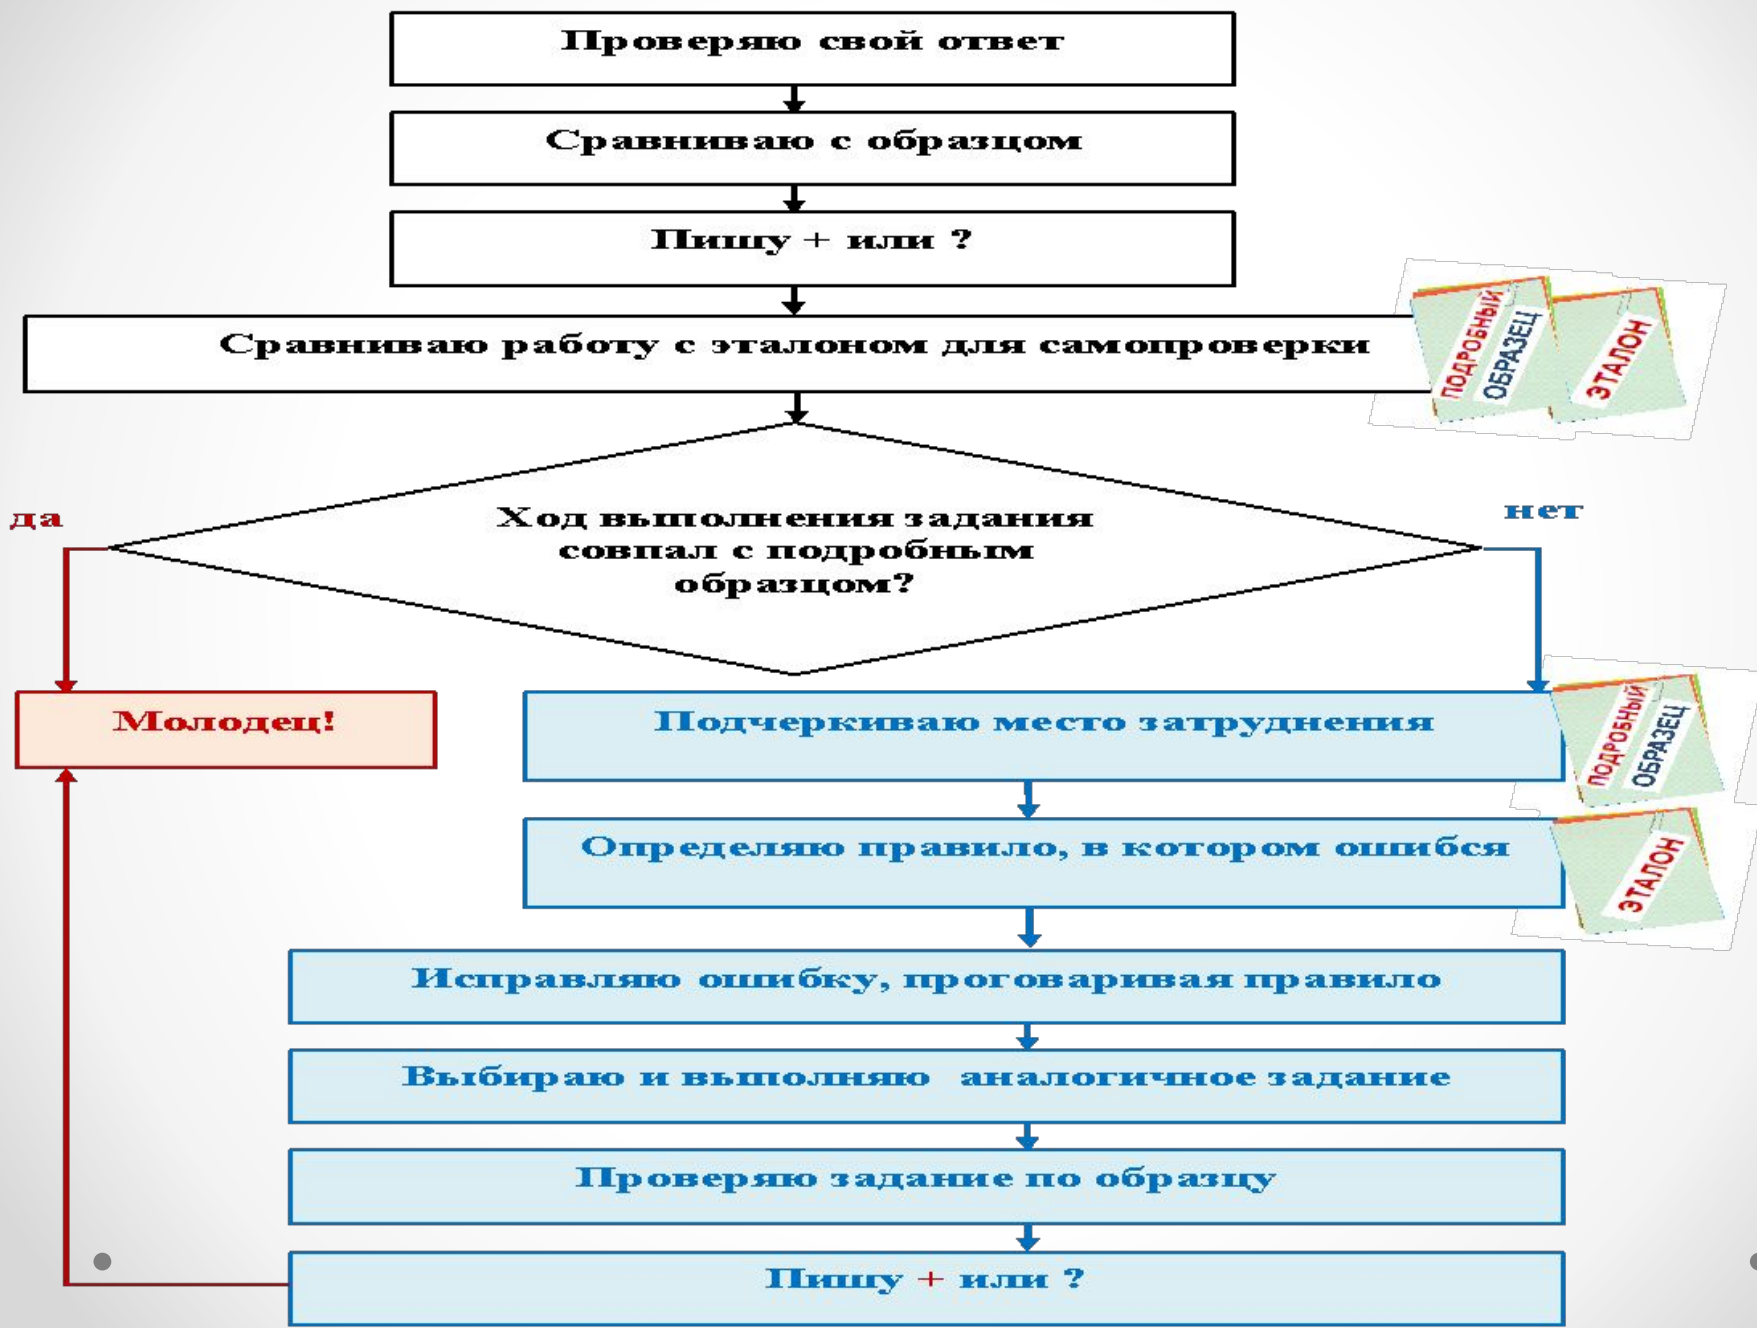 Проверяю свой ответ
Сравниваю с образцом
Пишу + или ?
Сравниваю работу с эталоном для самопроверки
ПОДРОБНЫЙ
ОБРАЗЕЦ
ЭТАЛОН
да
нет
Ход выполнения задания
совпал с подробным
образцом?
Молодец!
Подчеркиваю место затруднения
ПОДРОБНЫЙ
ОБРАЗЕЦ
Определяю правило, в котором ошибся
ЭТАЛОН
Исправляю ошибку, проговаривая правило
Выбираю и выполняю аналогичное задание
Проверяю задание по образцу
Пишу + или ?